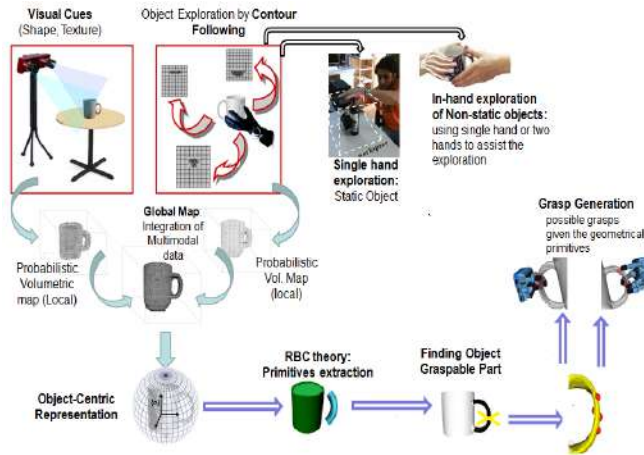 Visual Cues
(Shape, Texture)
Object Exploration by Contour
Following
In-hand exploration
of Non-static objects:
using single hand or two
hands to assist the
exploration
Single hand
exploration:
Static Object
Grasp Generation
possible grasps
given the geometrical
primitives
Global Map
Integration of
Multimodal
data
Probabilistic
Volumetric
map (Local)
Probabilistic
Vol. Map
(local)
RBC theory:
Primitives extraction
Finding Object
Graspable Part
Object-Centric
Representation